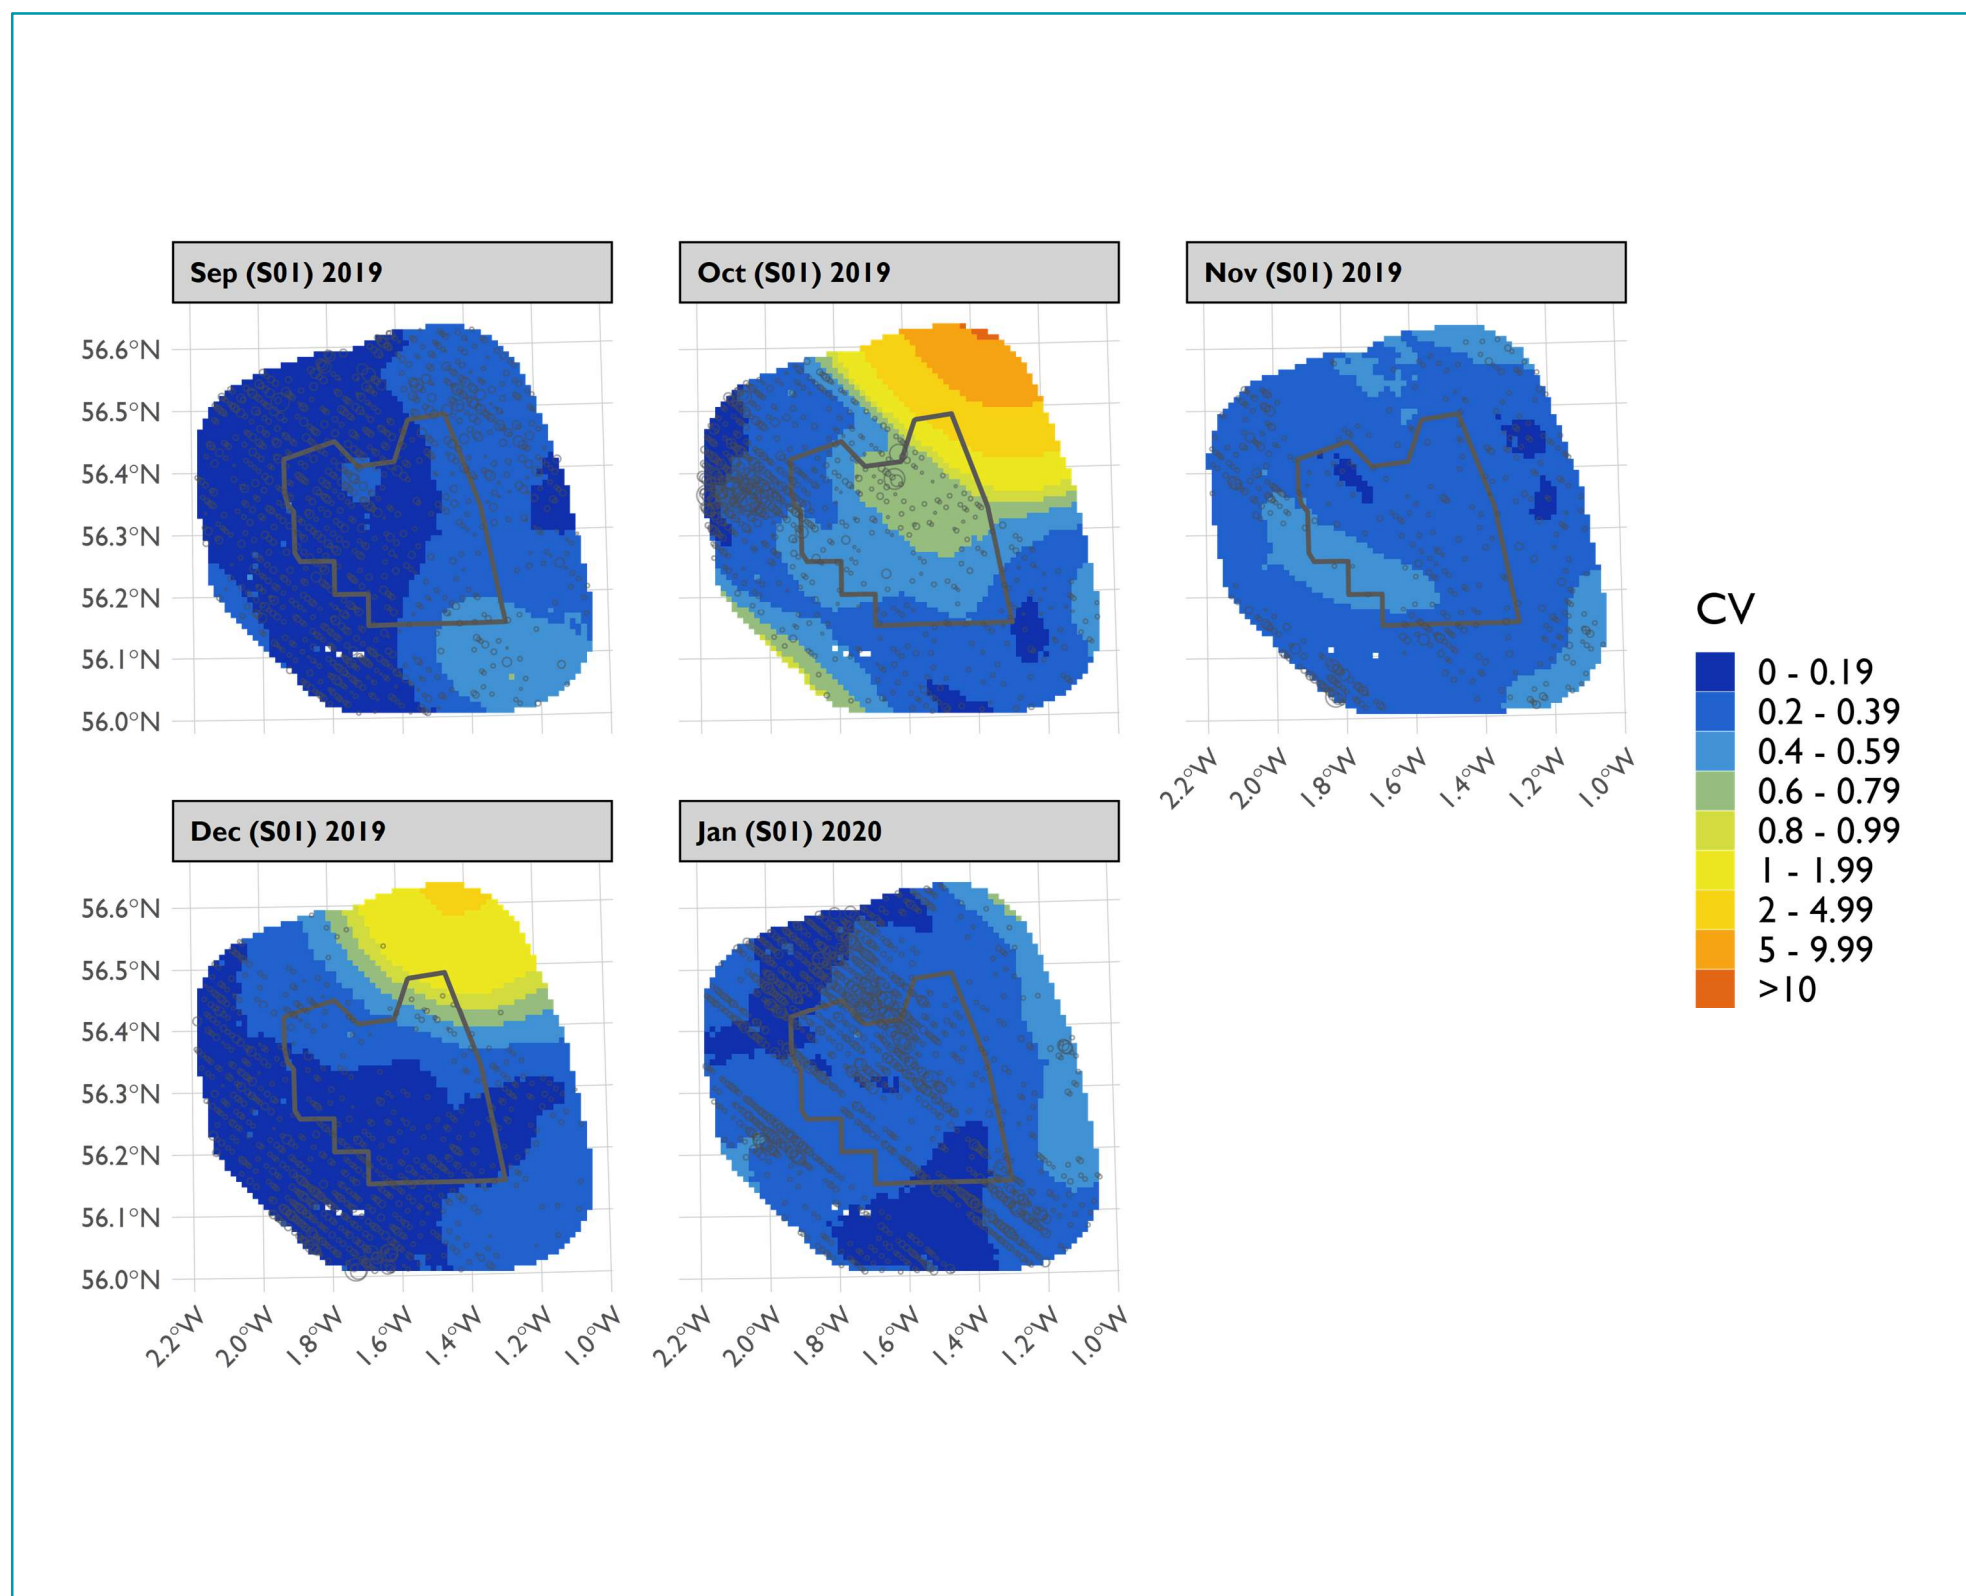 Sep (S01) 2019
Oct (S01) 2019
Nov (S01) 2019
56.6°N
56.5°N
56.4°N
56.3°N
56.2°N
56.1°N
56.0°N
2.2°W
2.0°W
1.8°W
1.6°W
1.4°W
1.2°W
1.0°W
CV
0 - 0.19
0.2 - 0.39
0.4 - 0.59
0.6 - 0.79
0.8 - 0.99
1 - 1.99
2 - 4.99
5 - 9.99
>10
Dec (S01) 2019
Jan (S01) 2020
56.6°N
56.5°N
56.4°N
56.3°N
56.2°N
56.1°N
56.0°N
2.2°W
2.0°W
1.8°W
1.6°W
1.4°W
1.2°W
1.0°W
2.2°W
2.0°W
1.8°W
1.6°W
1.4°W
1.2°W
1.0°W